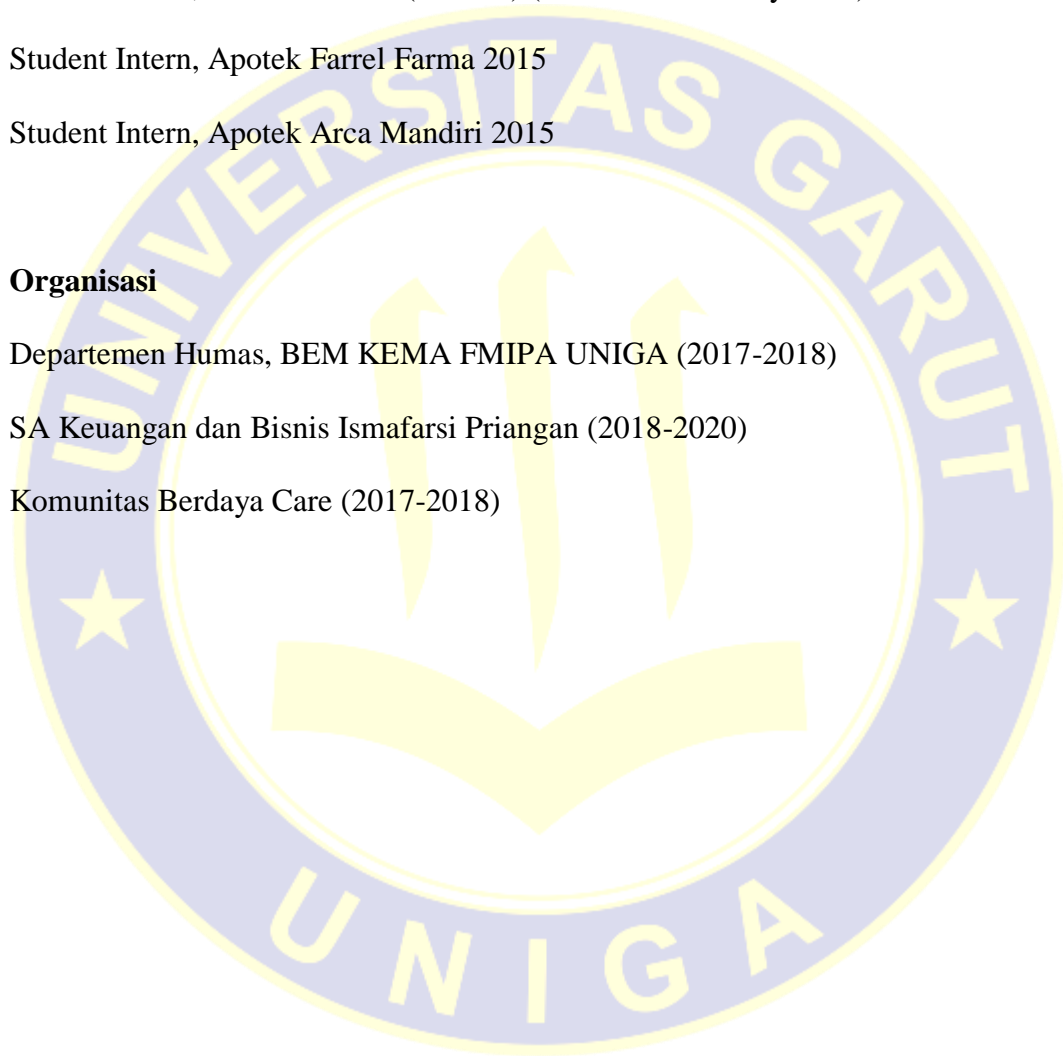 Student Intern, Apotek Farrel Farma 2015
Student Intern, Apotek Arca Mandiri 2015
Organisasi
Departemen Humas, BEM KEMA FMIPA UNIGA (2017-2018)
SA Keuangan dan Bisnis Ismafarsi Priangan (2018-2020)
Komunitas Berdaya Care (2017-2018)
UNIVERSITAS GARUT
UNIGA